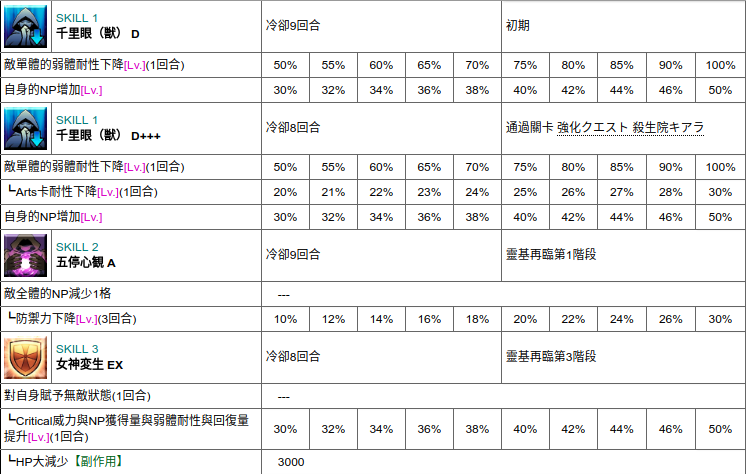 SKILL 1
千里眼（獣）D
冷卻9回合
初期
敵單體的弱體耐性下降[Lv.](1回合) 50% 55% 60% 65% 70% 75% 80% 85% 90% 100%
自身的NP增加[Lv.] 30% 32% 34% 36% 38% 40% 42% 44% 46% 50%
SKILL 1
千里眼（獣）D+++
冷卻8回合
通過關卡 強化クエスト 殺生院キアラ
敵單體的弱體耐性下降[Lv.](1回合) 50% 55% 60% 65% 70% 75% 80% 85% 90% 100%
┗Arts卡耐性下降[Lv.](1回合) 20% 21% 22% 23% 24% 25% 26% 27% 28% 30%
自身的NP增加[Lv.] 30% 32% 34% 36% 38% 40% 42% 44% 46% 50%
SKILL 2
五停心観 A
冷卻9回合
靈基再臨第1階段
敵全體的NP減少1格 ---
┗防禦力下降[Lv.](3回合) 10% 12% 14% 16% 18% 20% 22% 24% 26% 30%
SKILL 3
女神変生 EX
冷卻8回合
靈基再臨第3階段
對自身賦予無敵狀態(1回合) ---
┗Critical威力與NP獲得量與弱體耐性與回復量
提升[Lv.](1回合) 30% 32% 34% 36% 38% 40% 42% 44% 46% 50%
┗HP大減少【副作用】 3000